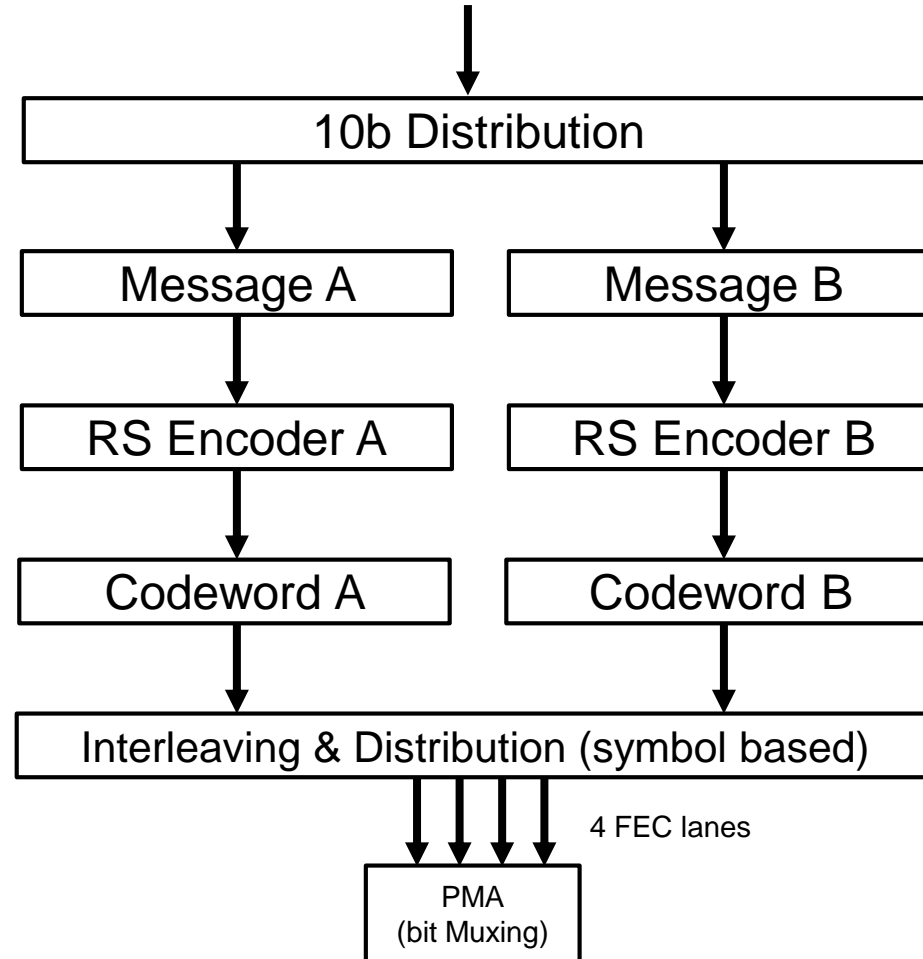 10b Distribution
Message A
Message B
RS Encoder A
RS Encoder B
Codeword A
Codeword B
Interleaving & Distribution (symbol based)
4 FEC lanes
PMA
(bit Muxing)